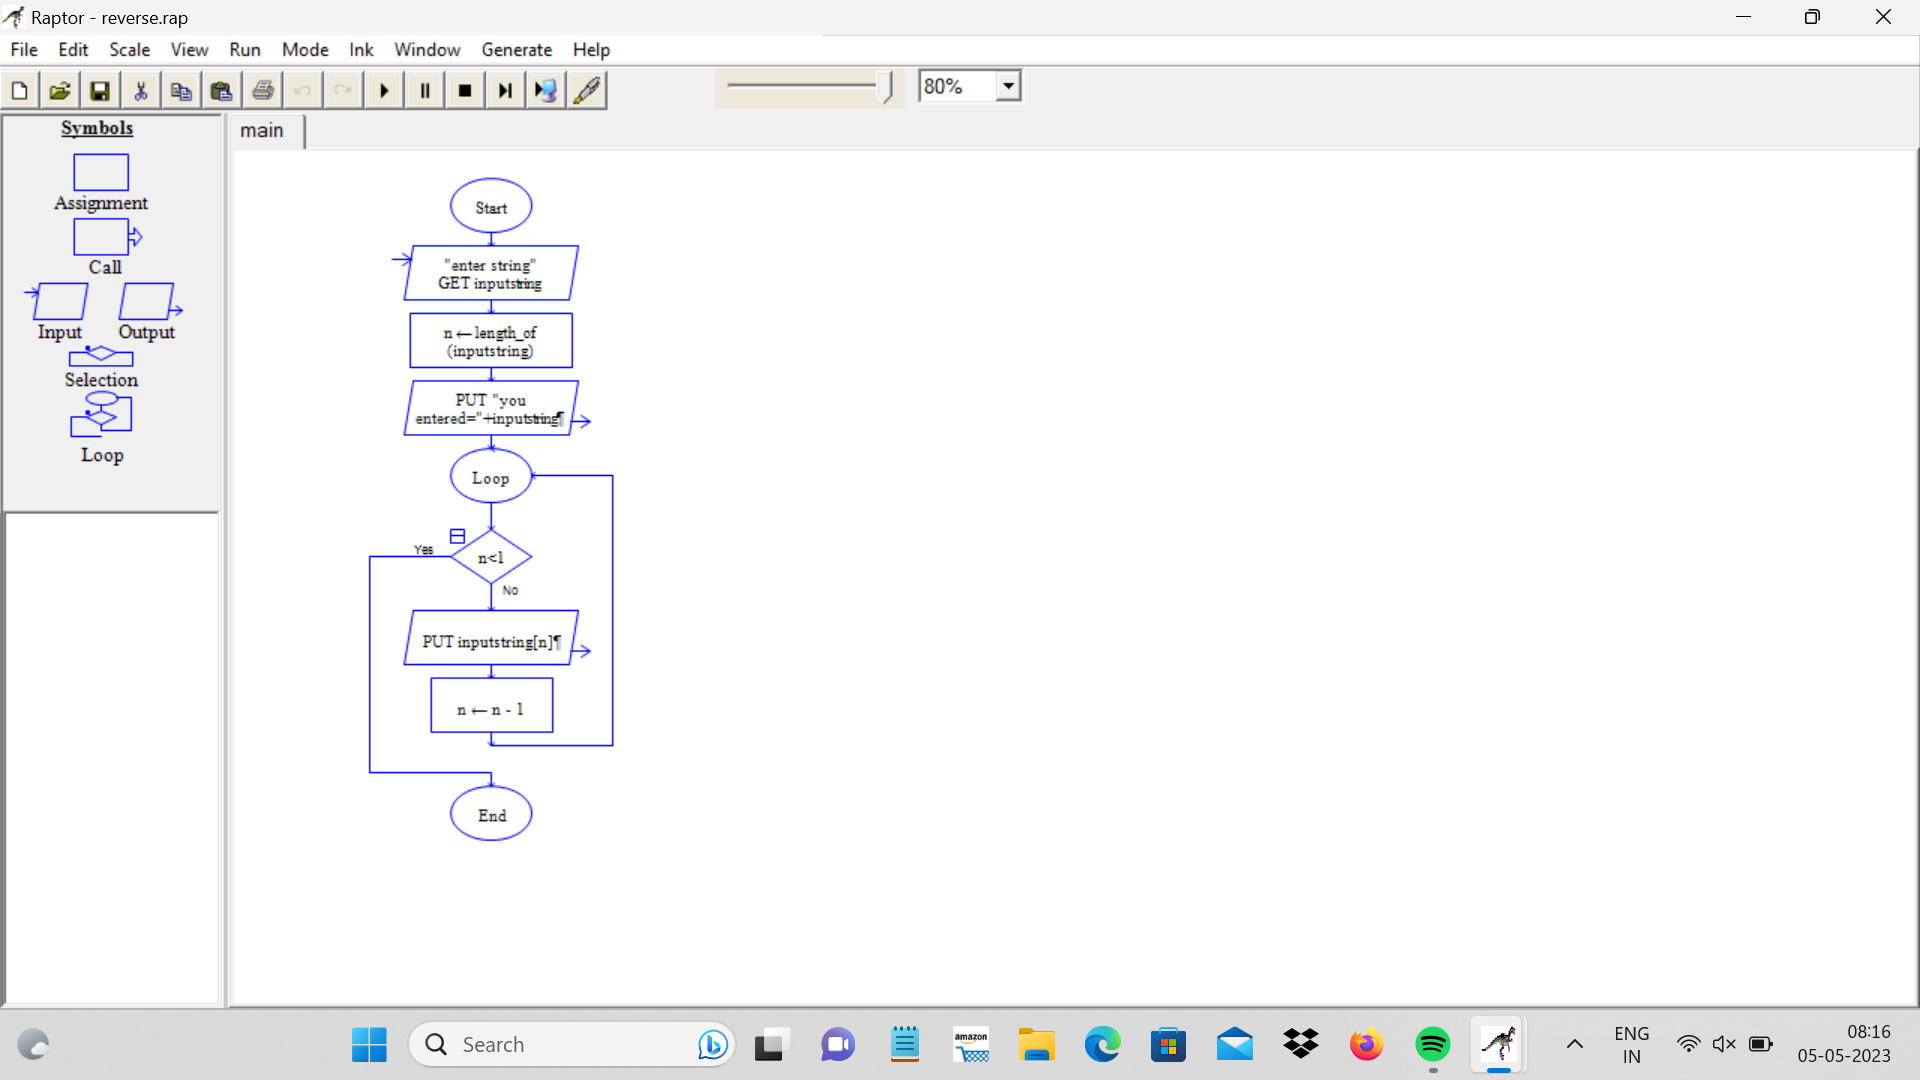 Raptor - reverse.rap
File Edit Scale View Run Mode Ink Window Generate Help
80%
Symbols
Assignment
Call
Input Output
Selection
Loop
main
Start
"enter string"
GET inputstring
n ← length_of
(inputstring)
PUT "you
entered="+inputstring¶
Loop
Yes
n<1
No
PUT inputstring[n]¶
n ← n - 1
End
Search
amazon
ENG
IN
08:16
05-05-2023